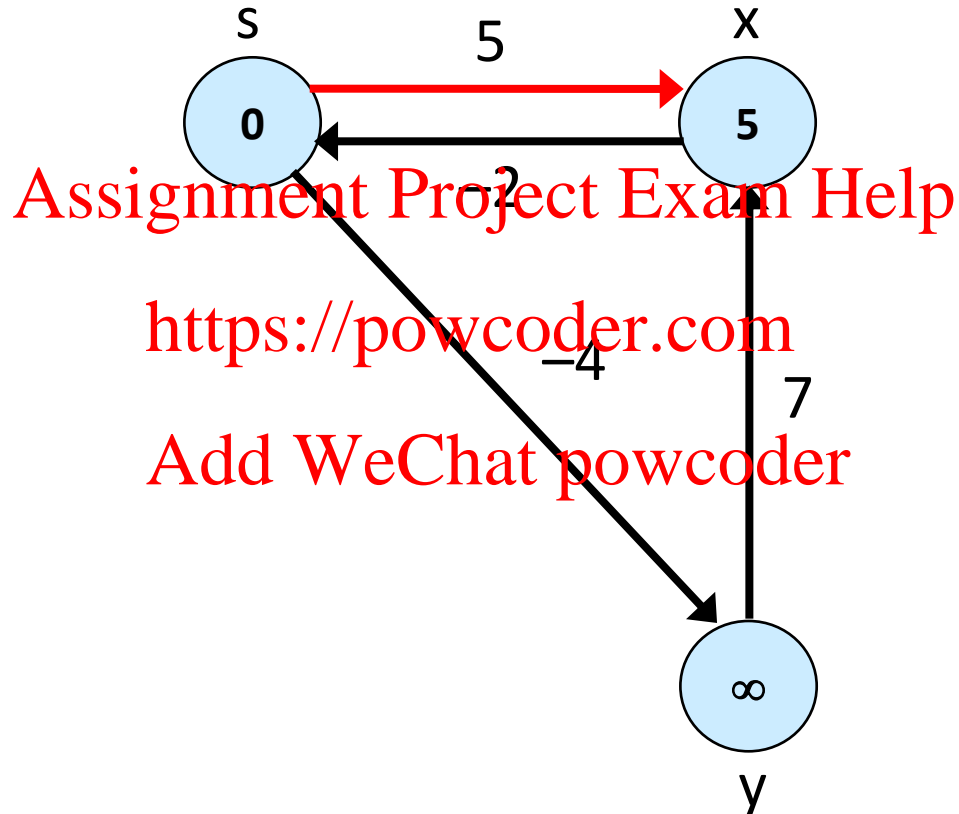 s
5
x
0
5
−2
Assignment Project Exam Help
https://powcoder.com
−4
7
Add WeChat powcoder
∞
y